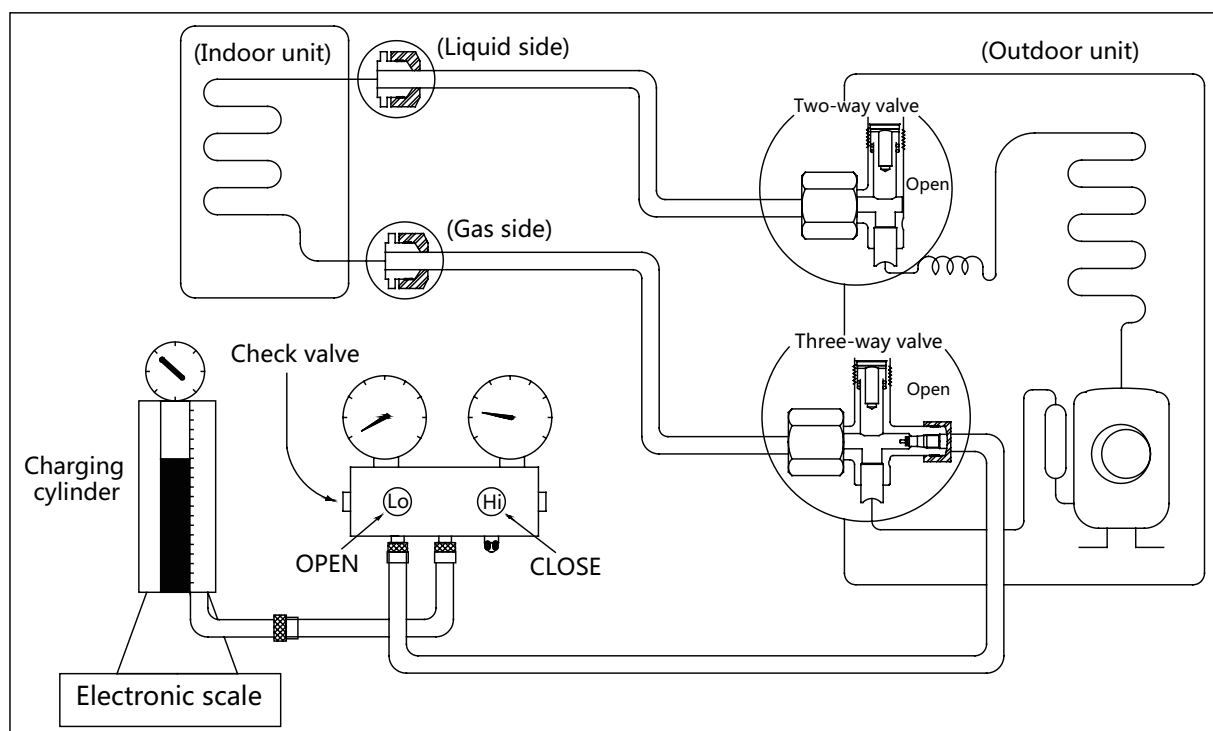 (Indoor unit)
(Liquid side)
(Outdoor unit)
Two-way valve
Open
(Gas side)
Three-way valve
Open
Check valve
Charging
cylinder
Lo
Hi
OPEN
CLOSE
Electronic scale